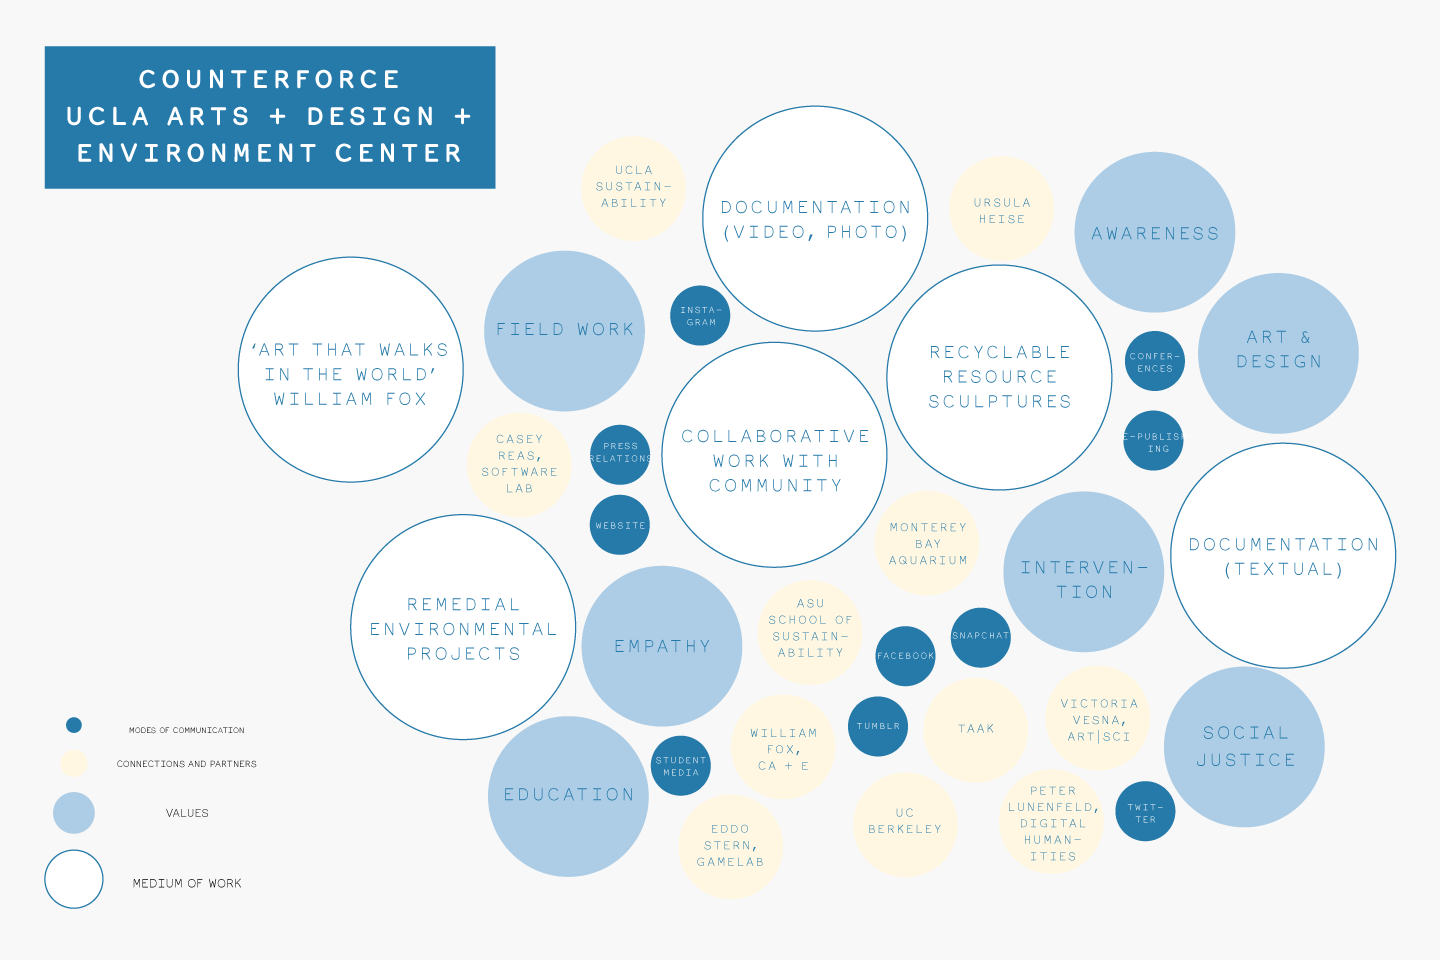 COUNTERFORCE
UCLA ARTS + DESIGN +
ENVIRONMENT CENTER
UCLA
SUSTAIN-
ABILITY
DOCUMENTATION
(VIDEO, PHOTO)
URSULA
HEISE
AWARENESS
'ART THAT WALKS
IN THE WORLD'
WILLIAM FOX
FIELD WORK
INSTA-
GRAM
RECYCLABLE
RESOURCE
SCULPTURES
CONFER-
ENCES
ART &
DESIGN
CASEY
REAS,
SOFTWARE
LAB
PRESS
RELATIONS
COLLABORATIVE
WORK WITH
COMMUNITY
E-PUBLISH
ING
WEBSITE
MONTEREY
BAY
AQUARIUM
INTERVEN-
TION
DOCUMENTATION
(TEXTUAL)
REMEDIAL
ENVIRONMENTAL
PROJECTS
EMPATHY
ASU
SCHOOL OF
SUSTAIN-
ABILITY
FACEBOOK
SNAPCHAT
EDUCATION
STUDENT
MEDIA
WILLIAM
FOX,
CA + E
TUMBLR
TAAK
VICTORIA
VESNA,
ART|SCI
SOCIAL
JUSTICE
EDDO
STERN,
GAMELAB
UC
BERKELEY
PETER
LUNENFELD,
DIGITAL
HUMAN-
ITIES
TWIT-
TER
MODES OF COMMUNICATION
CONNECTIONS AND PARTNERS
VALUES
MEDIUM OF WORK